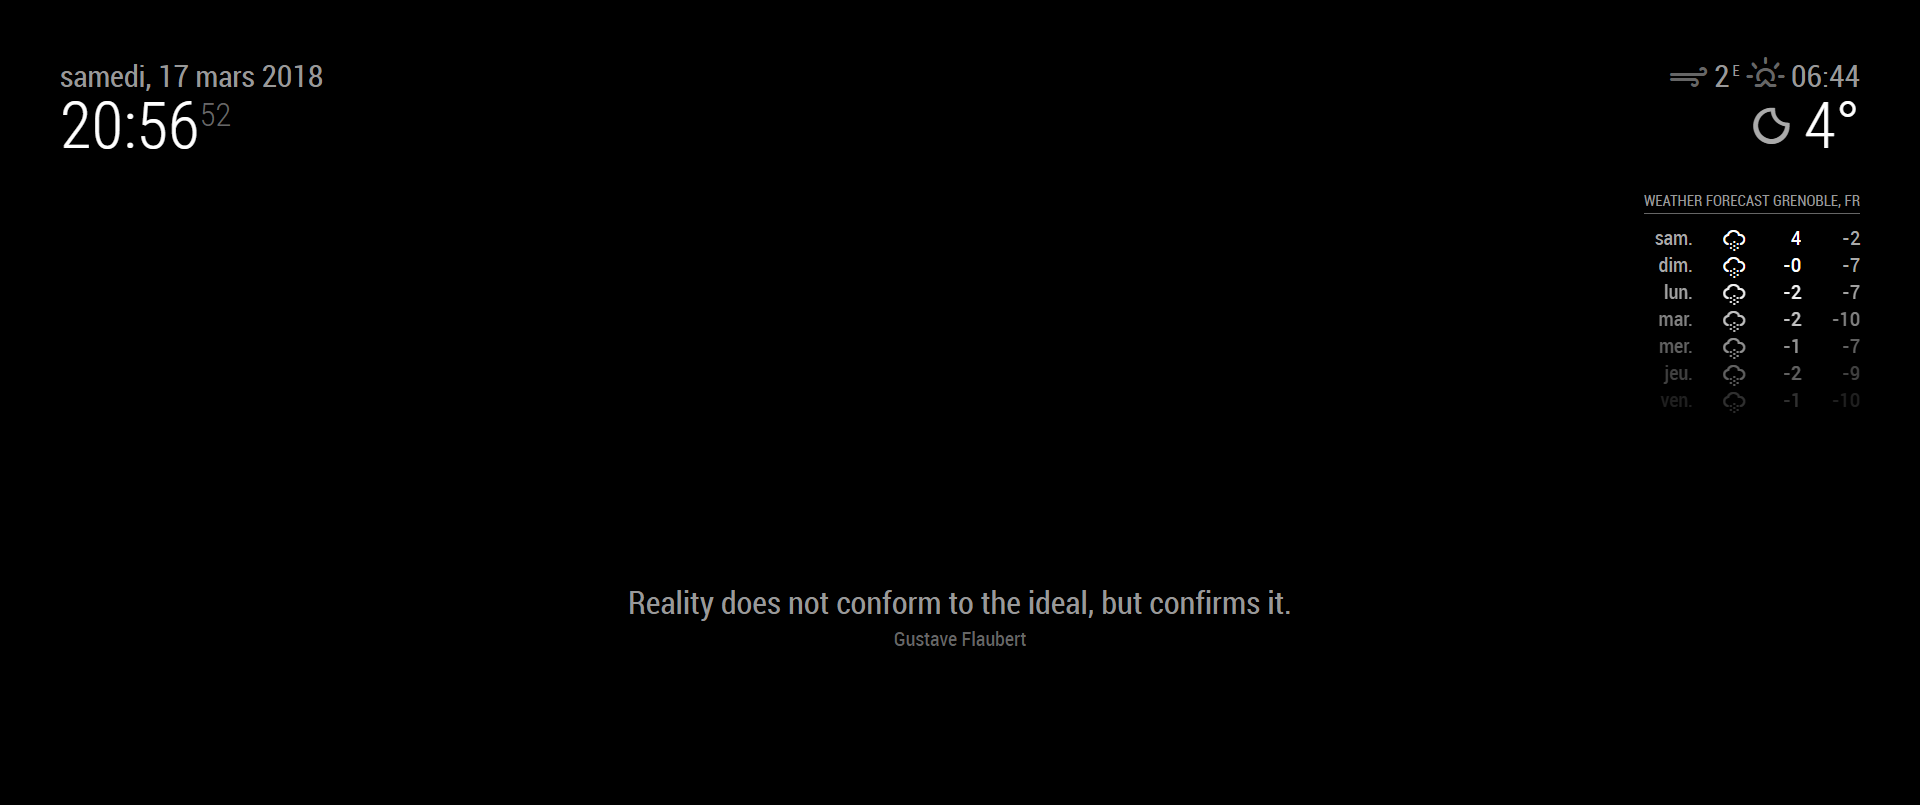 samedi, 17 mars 2018
20:56 52
2 E 06:44
4°
WEATHER FORECAST GRENOBLE, FR
sam. 4 -2
dim. -0 -7
lun. -2 -7
mar. -2 -10
mer. -1 -7
jeu. -2 -9
ven. -1 -10
Reality does not conform to the ideal, but confirms it.
Gustave Flaubert